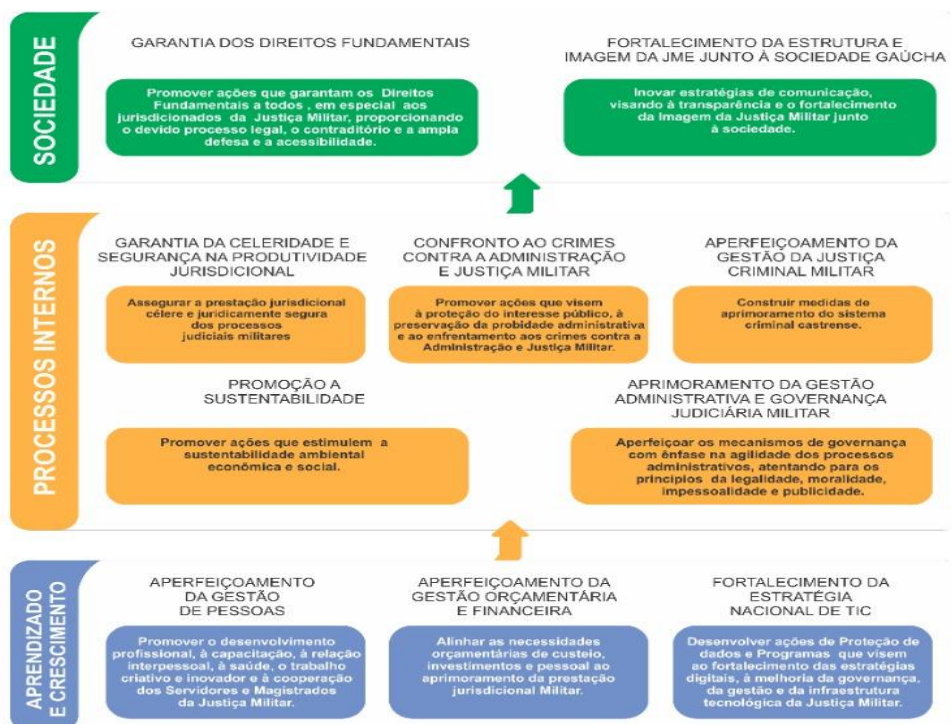 SOCIEDADE
GARANTIA DOS DIREITOS FUNDAMENTAIS
Promover ações que garantam os Direitos
Fundamentais a todos , em especial aos
jurisdicionados da Justiça Militar, proporcionando
o devido processo legal, o contraditório e a ampla
defesa e a acessibilidade.
FORTALECIMENTO DA ESTRUTURA E
IMAGEM DA JME JUNTO À SOCIEDADE GAÚCHA
Inovar estratégias de comunicação,
visando à transparência e o fortalecimento
da Imagem da Justiça Militar junto
à sociedade.
PROCESSOS INTERNOS
GARANTIA DA CELERIDADE E
SEGURANÇA NA PRODUTIVIDADE
JURISDICIONAL
Assegurar a prestação jurisdicional
célere e juridicamente segura
dos processos
judiciais militares
CONFRONTO AO CRIMES
CONTRA A ADMINISTRAÇÃO
E JUSTIÇA MILITAR
Promover ações que visem
à proteção do interesse público, à
preservação da probidade administrativa
e ao enfrentamento aos crimes contra a
Administração e Justiça Militar.
APERFEIÇOAMENTO DA
GESTÃO DA JUSTIÇA
CRIMINAL MILITAR
Construir medidas de
aprimoramento do sistema
criminal castrense.
PROMOÇÃO A
SUSTENTABILIDADE
Promover ações que estimulem a
sustentabilidade ambiental
econômica e social.
APRIMORAMENTO DA GESTÃO
ADMINISTRATIVA E GOVERNANÇA
JUDICIÁRIA MILITAR
Aperfeiçoar os mecanismos de governança
com ênfase na agilidade dos processos
administrativos, atentando para os
princípios da legalidade, moralidade,
impessoalidade e publicidade.
APRENDIZADO
E CRESCIMENTO
APERFEIÇOAMENTO
DA GESTÃO
DE PESSOAS
Promover o desenvolvimento
profissional, à capacitação, à relação
interpessoal, à saúde, o trabalho
criativo e inovador e à cooperação
dos Servidores e Magistrados
da Justiça Militar.
APERFEIÇOAMENTO DA
GESTÃO ORÇAMENTÁRIA
E FINANCEIRA
Alinhar as necessidades
orçamentárias de custeio,
investimentos e pessoal ao
aprimoramento da prestação
jurisdicional Militar.
FORTALECIMENTO DA
ESTRATÉGIA
NACIONAL DE TIC
Desenvolver ações de Proteção de
dados e Programas que visem
ao fortalecimento das estratégias
digitais, à melhoria da governança,
da gestão e da infraestrutura
tecnológica da Justiça Militar.